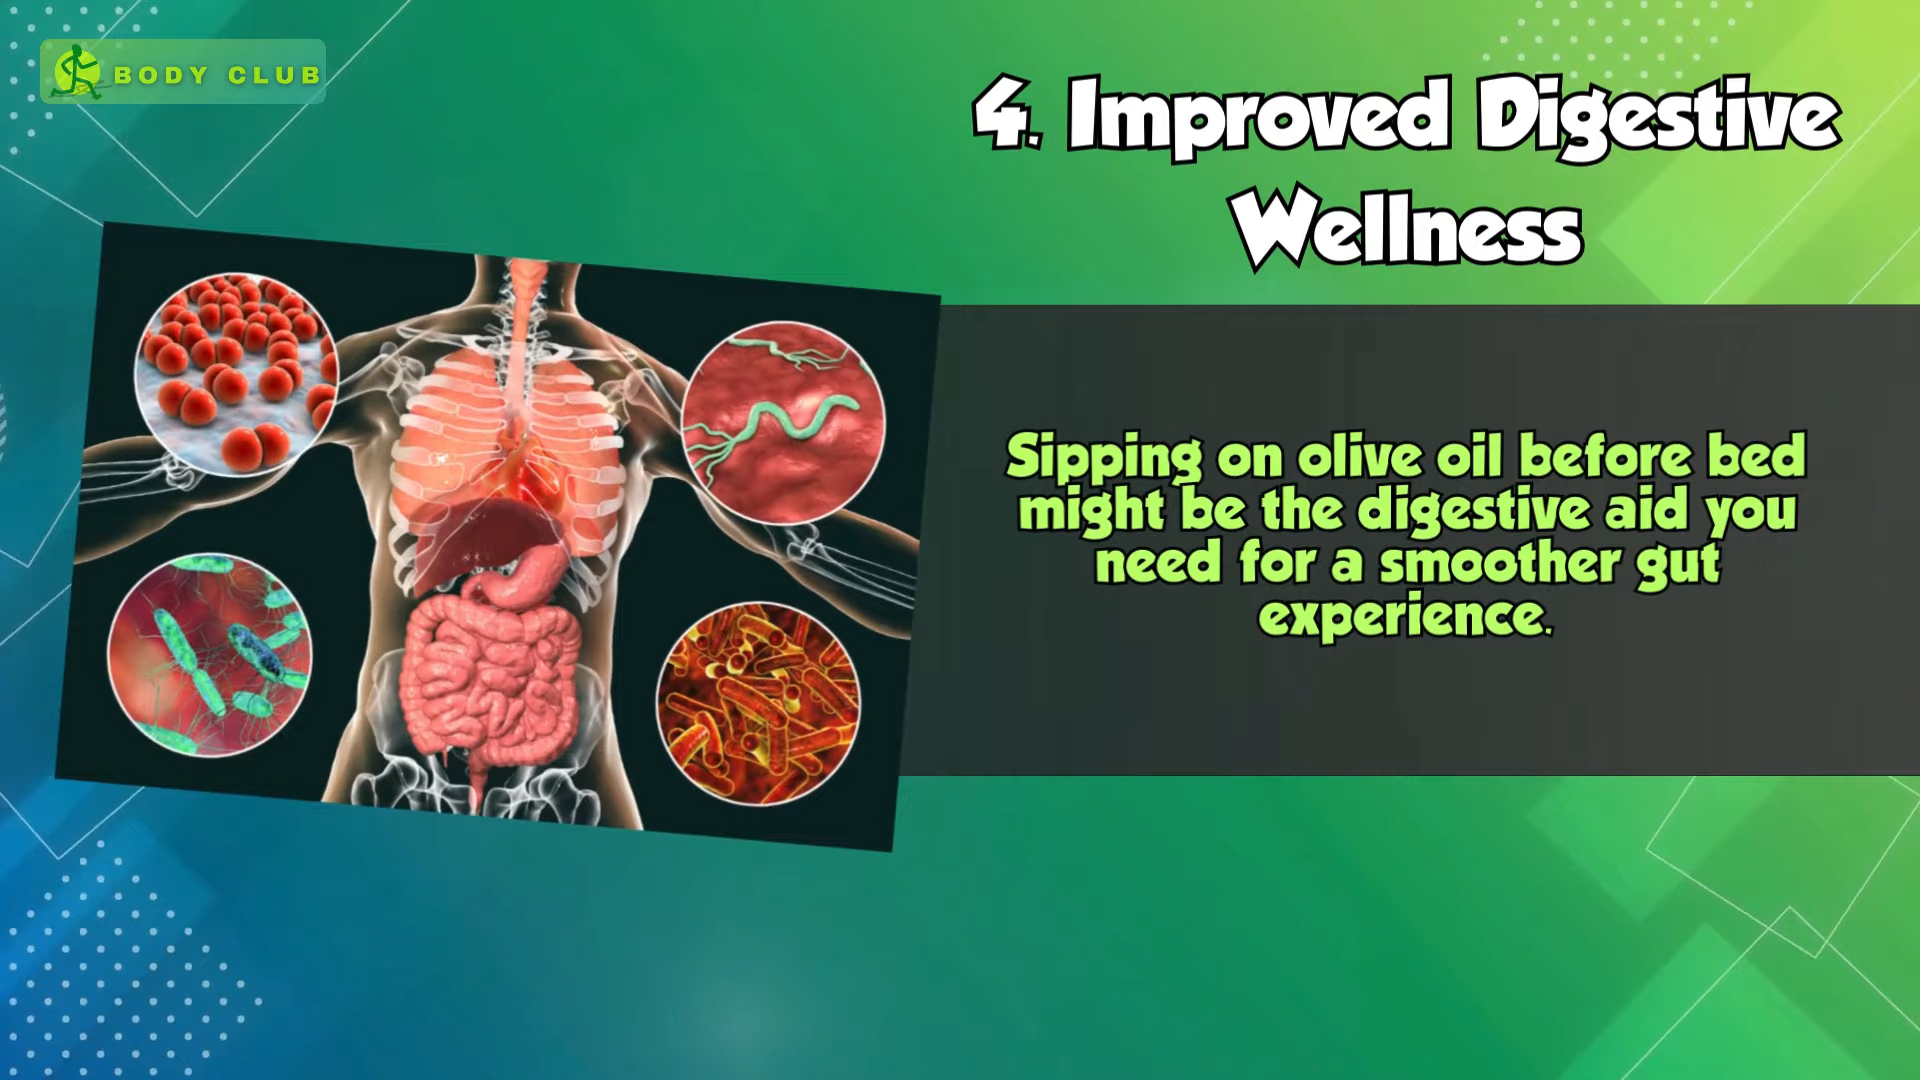 BODY CLUB
4. Improved Digestive
Wellness
Sipping on olive oil before bed
might be the digestive aid you
need for a smoother gut
experience.